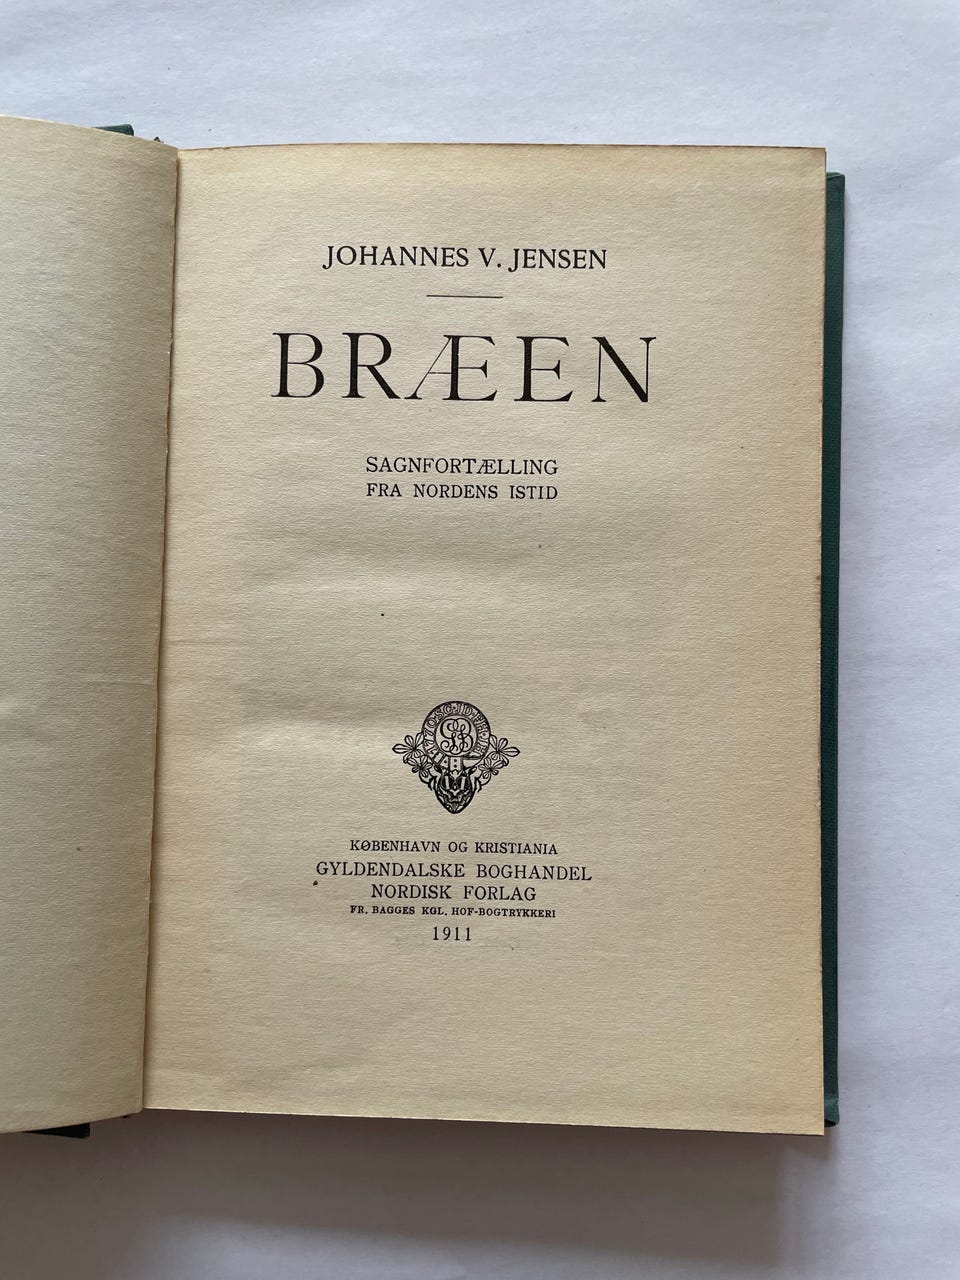 JOHANNES V. JENSEN
BRÆEN
SAGNFORTÆLLING
FRA NORDENS ISTID
KØBENHAVN OG KRISTIANIA
GYLDENDALSKE BOGHANDEL
NORDISK FORLAG
FR. BAGGES KGL. HOF-BOGTRYKKERI
1911